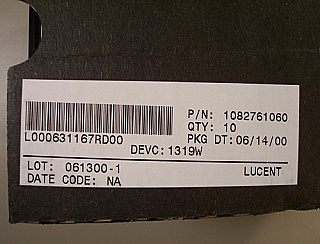 P/N: 1082761060
QTY: 10
L000631167RD00 PKG DT:06/14/00
DEVC:1319W
LOT: 061300-1 LUCENT
DATE CODE: NA